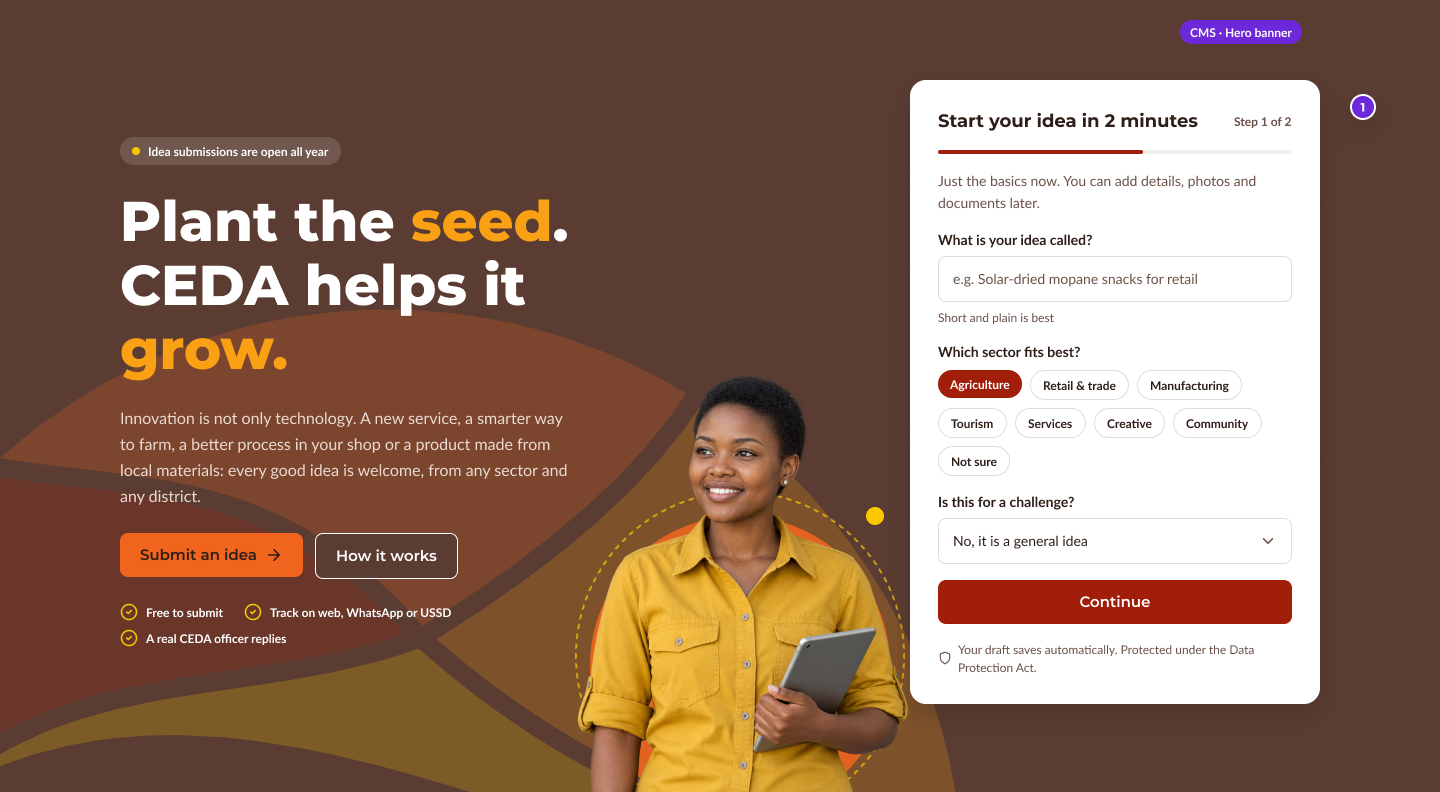 CMS · Hero banner
1
Idea submissions are open all year
Plant the seed.
CEDA helps it
grow.
Innovation is not only technology. A new service, a smarter way
to farm, a better process in your shop or a product made from
local materials: every good idea is welcome, from any sector and
any district.
Submit an idea
How it works
Free to submit
Track on web, WhatsApp or USSD
A real CEDA officer replies
Start your idea in 2 minutes
Step 1 of 2
Just the basics now. You can add details, photos and
documents later.
What is your idea called?
e.g. Solar-dried mopane snacks for retail
Short and plain is best
Which sector fits best?
Agriculture
Retail & trade
Manufacturing
Tourism
Services
Creative
Community
Not sure
Is this for a challenge?
No, it is a general idea
Continue
Your draft saves automatically. Protected under the Data
Protection Act.